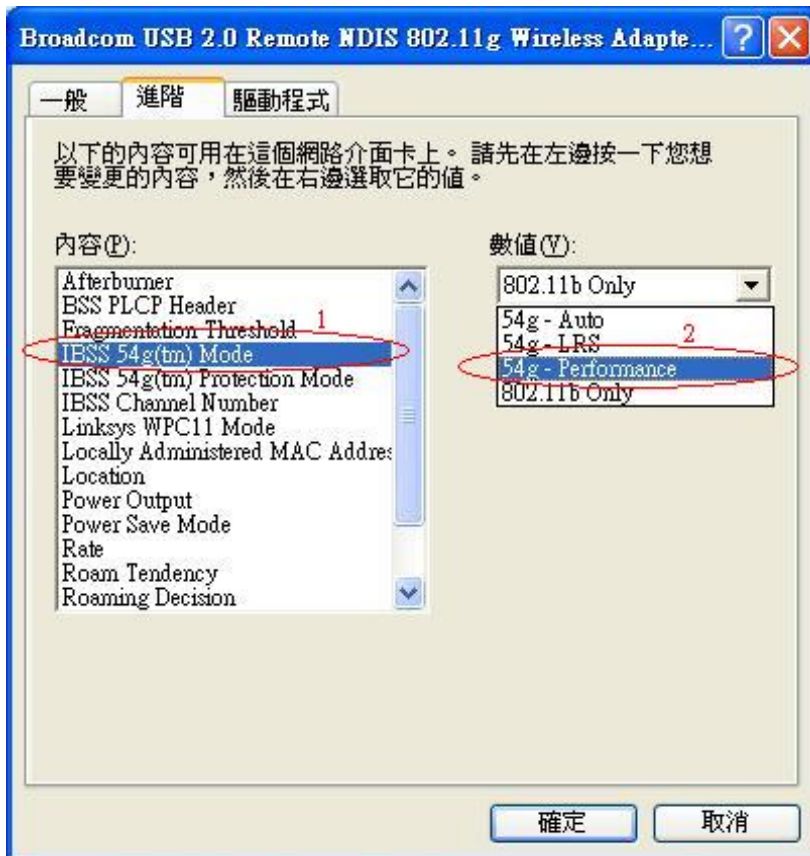 Broadcom USB 2.0 Remote NDIS 802.11g Wireless Adapte...
一般
進階
驅動程式
以下的內容可用在這個網路介面卡上。 請先在左邊按一下您想
要變更的內容，然後在右邊選取它的值。
內容(P):
Afterburner
BSS PLCP Header
Fragmentation Threshold
1
IBSS 54g(tm) Mode
IBSS 54g(tm) Protection Mode
IBSS Channel Number
Linksys WPC11 Mode
Locally Administered MAC Addres
Location
Power Output
Power Save Mode
Rate
Roam Tendency
Roaming Decision
數值(V):
802.11b Only
54g - Auto
54g - LRS
2
54g - Performance
802.11b Only
確定
取消